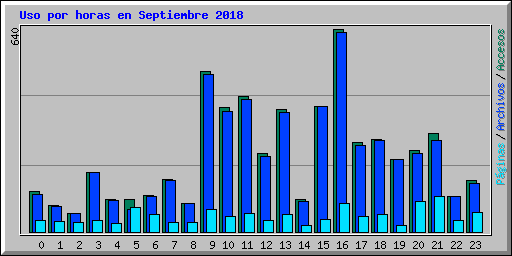 Uso por horas en Septiembre 2018
640
Páginas / Archivos / Accesos
0 1 2 3 4 5 6 7 8 9 10 11 12 13 14 15 16 17 18 19 20 21 22 23